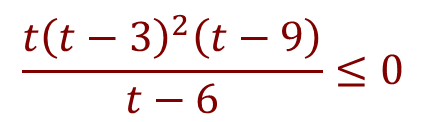 t(t − 3)²(t − 9)
t − 6
≤ 0